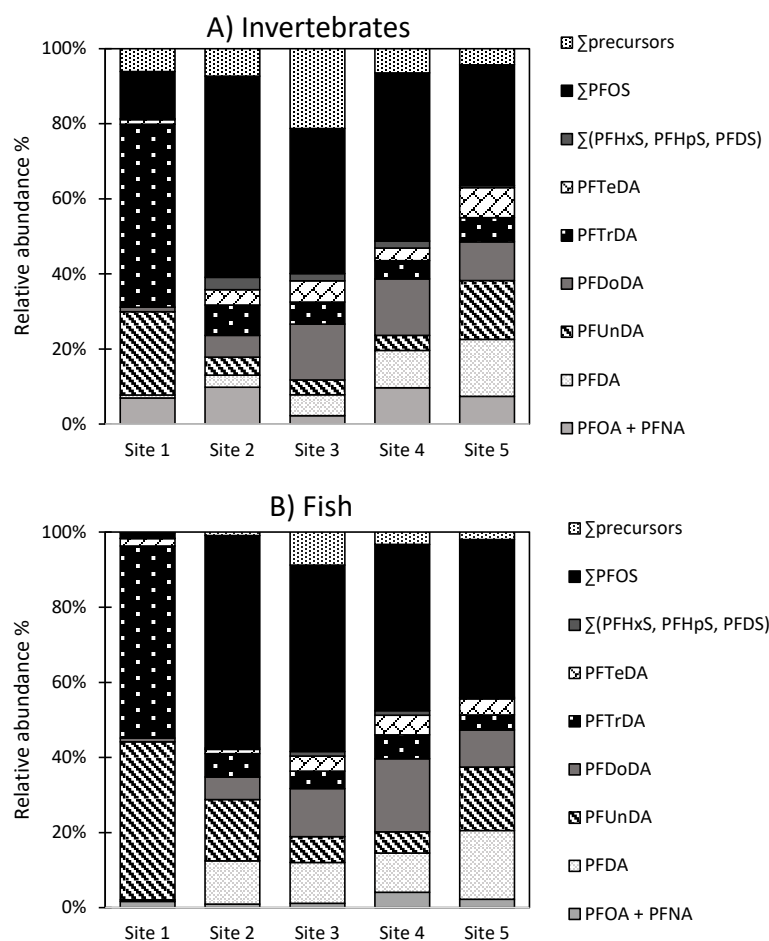 A) Invertebrates
Relative abundance %
100%
80%
60%
40%
20%
0%
Site 1 Site 2 Site 3 Site 4 Site 5
∑precursors
∑PFOS
∑(PFHxS, PFHpS, PFDS)
PFTeDA
PFTrDA
PFDoDA
PFUnDA
PFDA
PFOA + PFNA
B) Fish
Relative abundance %
100%
80%
60%
40%
20%
0%
Site 1 Site 2 Site 3 Site 4 Site 5
∑precursors
∑PFOS
∑(PFHxS, PFHpS, PFDS)
PFTeDA
PFTrDA
PFDoDA
PFUnDA
PFDA
PFOA + PFNA